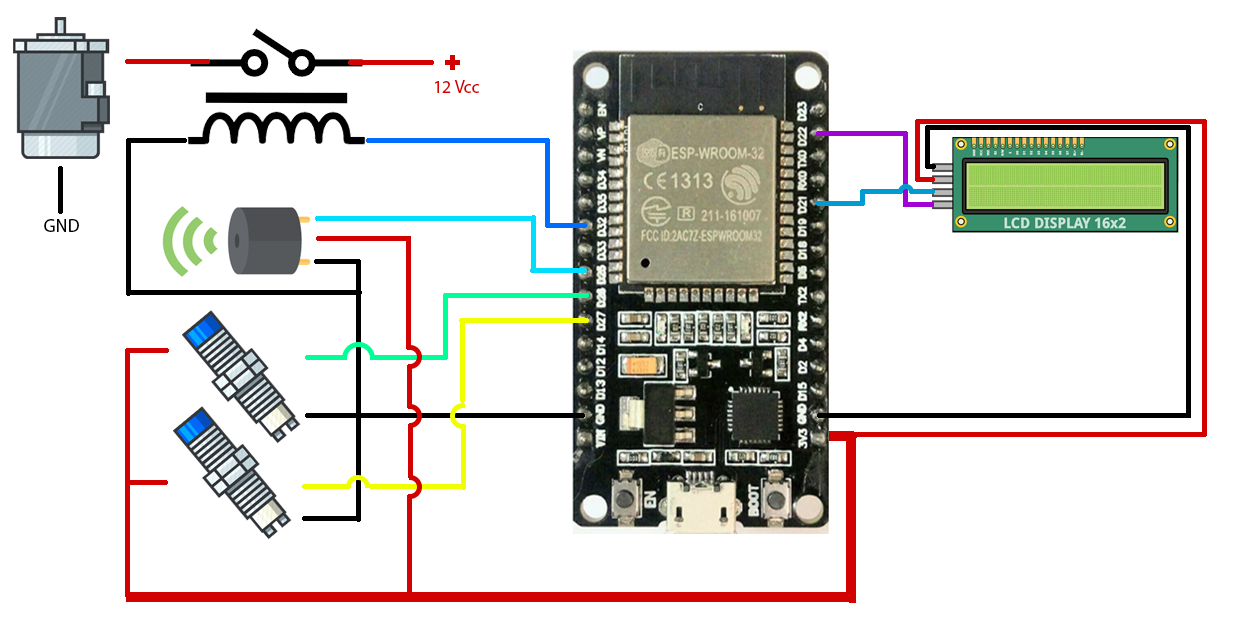 12 Vcc
GND
EN
VP
VN
D34
D35
D32
D33
D25
D26
D27
D14
D12
D13
GND
VIN
C
ESP-WROOM-32
CE1313
R 211-161007
FCC ID:2AC7Z-ESPWROOM32
EN
BOOT
D23
D22
TX0
RX0
D21
D19
D18
D5
TX2
RX2
D4
D2
D15
GND
3V3
LCD DISPLAY 16x2